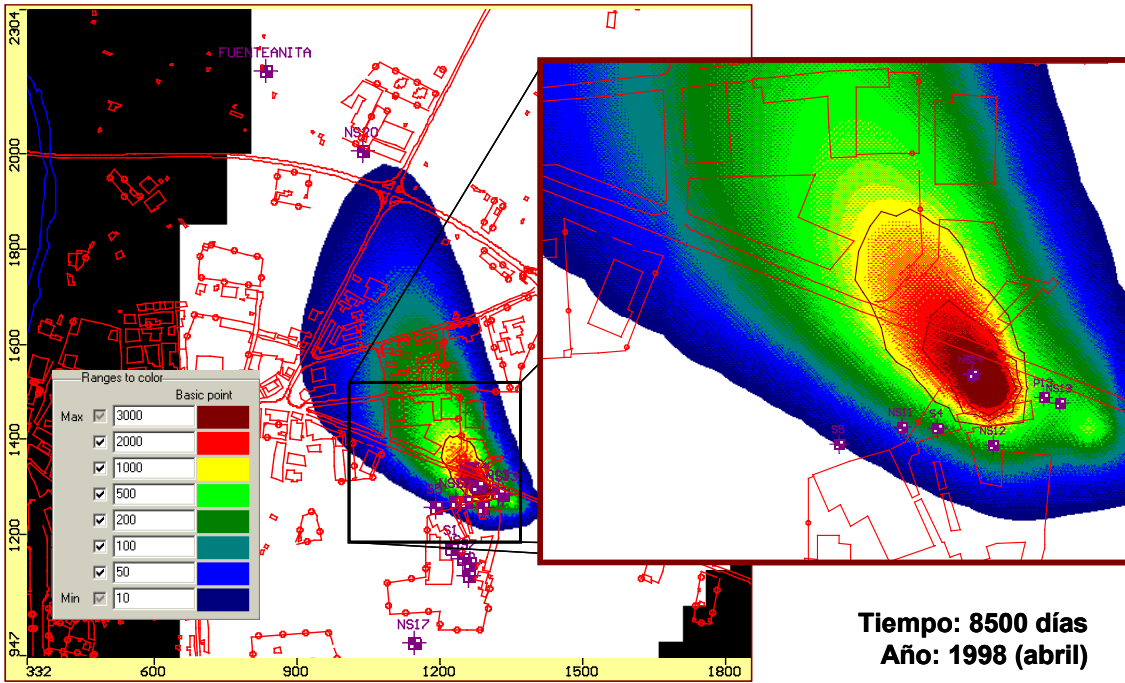 2304
2000
1800
1600
1400
1200
947
332
600
900
1200
1500
1800
FUENTEANITA
NS20
S1
NS17
Ranges to color
Basic point
Max 3000
2000
1000
500
200
100
50
Min 10
NS13
NS11
S4
S5
NS12
Tiempo: 8500 días
Año: 1998 (abril)